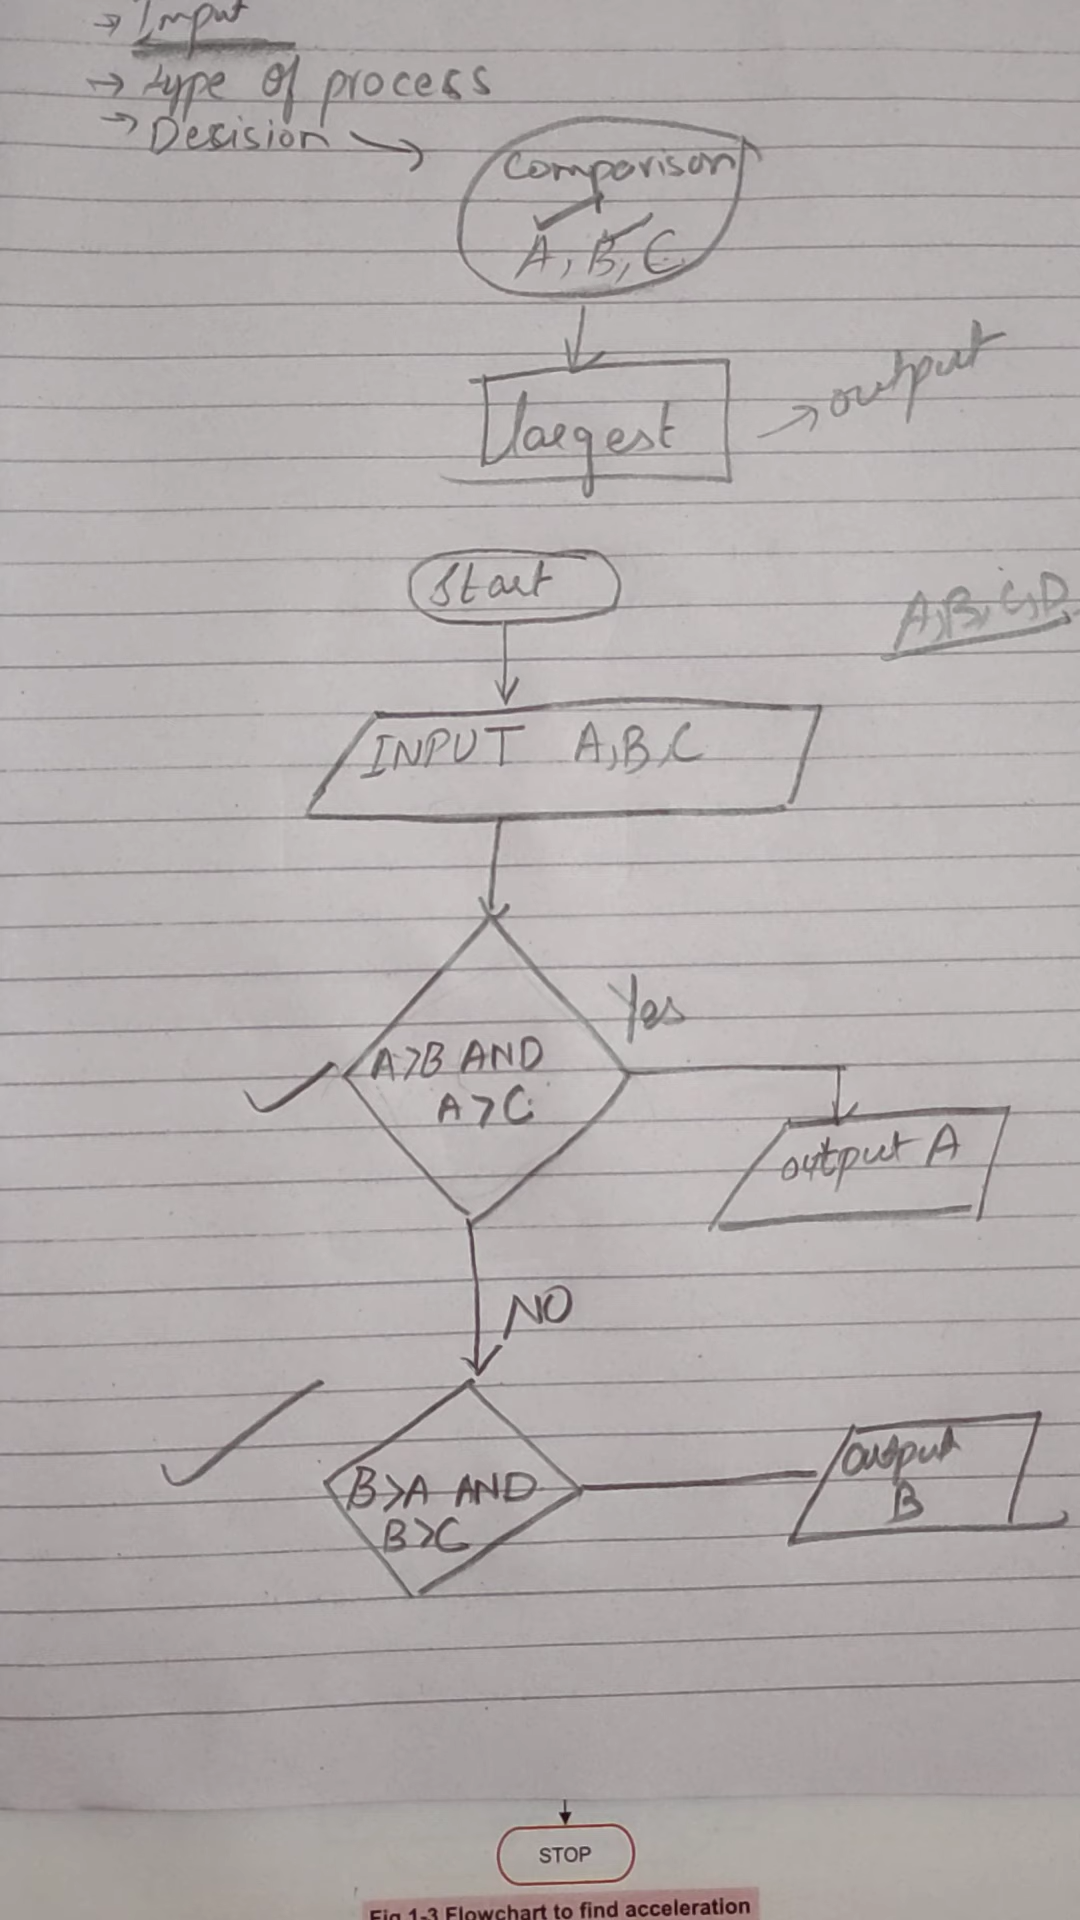 → Input
→ type of process
→ Decision →
comparison
A, B, C
largest
→ output
Start
A, B, C, D
INPUT A, B, C
Yes
A>B AND
A>C
output A
NO
B>A AND
B>C
output
B
STOP
Fig 1-3 Flowchart to find acceleration